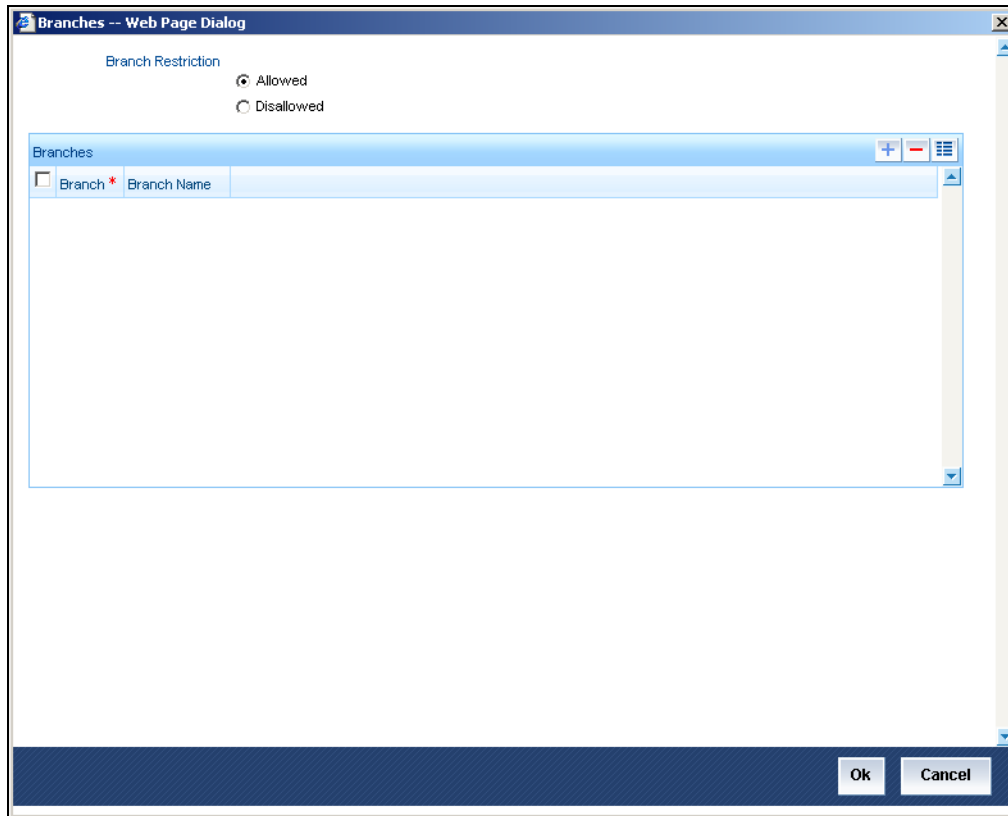 Branches -- Web Page Dialog
Branch Restriction
Allowed
Disallowed
Branches
Branch * Branch Name
Ok Cancel